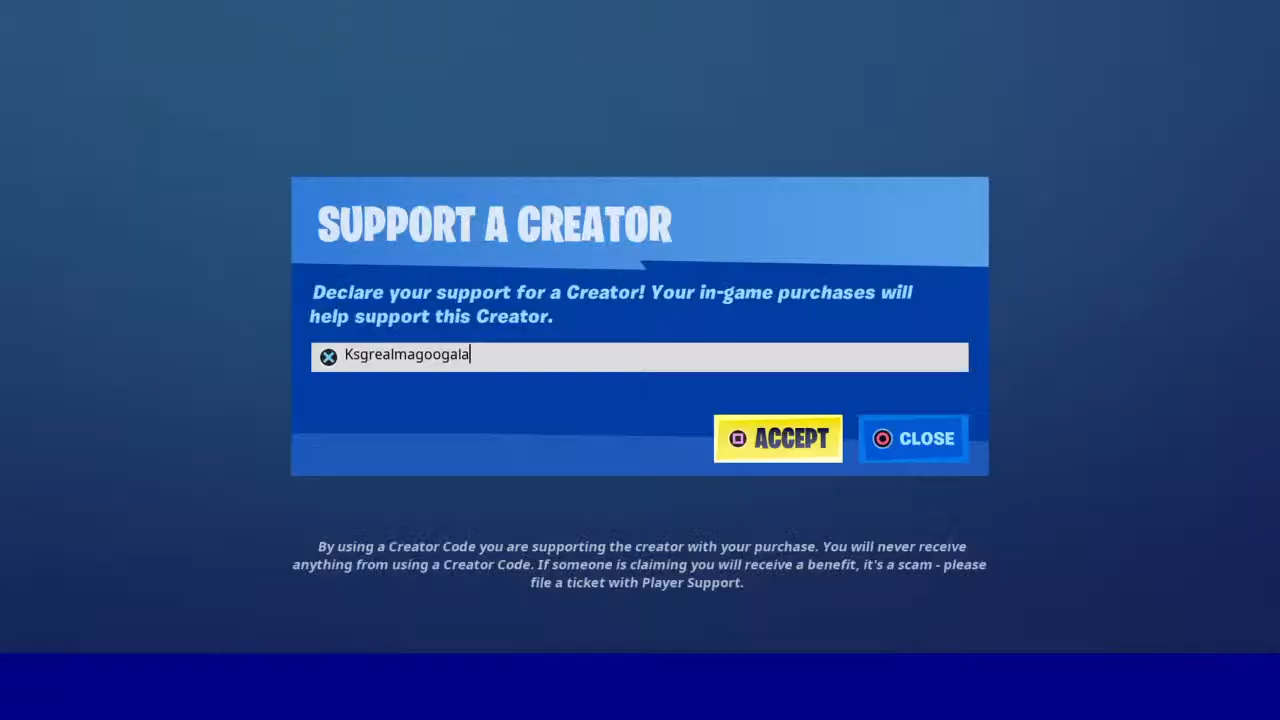 SUPPORT A CREATOR
Declare your support for a Creator! Your in-game purchases will
help support this Creator.
Ksgrealmagoogala
ACCEPT
CLOSE
By using a Creator Code you are supporting the creator with your purchase. You will never receive
anything from using a Creator Code. If someone is claiming you will receive a benefit, it's a scam - please
file a ticket with Player Support.